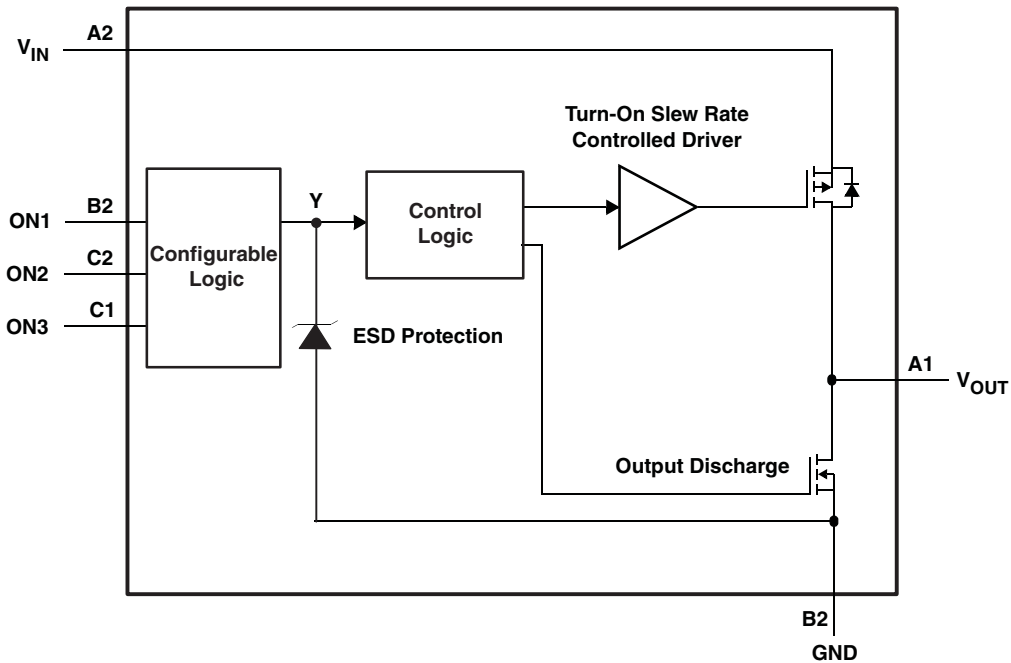 A2
VIN
Turn-On Slew Rate
Controlled Driver
B2
ON1
Y
Control
Logic
Configurable
Logic
C2
ON2
C1
ON3
ESD Protection
A1
VOUT
Output Discharge
B2
GND